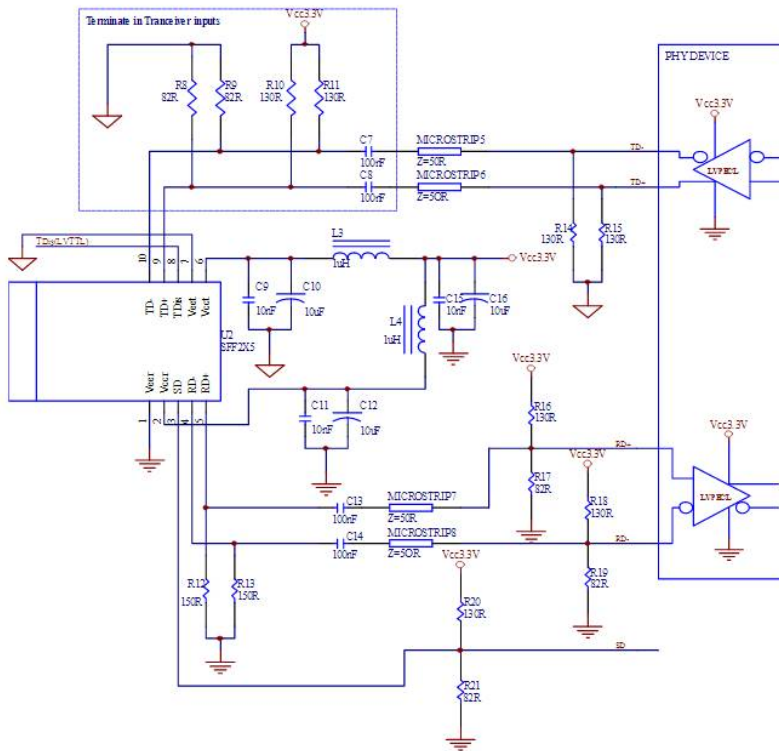 Terminate in Tranceiver inputs
Vcc3.3V
R8
82R
R9
82R
R10
130R
R11
130R
PHY DEVICE
Vcc3.3V
LVPECL
C7
100nF
MICROSTRIP5
Z=50R
TD-
C8
100nF
MICROSTRIP6
Z=50R
TD+
R14
130R
R15
130R
10
9
8
7
6
L3
1uH
Vcc3.3V
C9
10nF
C10
10uF
C15
10nF
C16
10uF
L4
1uH
TD-
TD+
TDis
Veet
Vcct
U2
SFF2X5
Veer
Vccr
SD
RD-
RD+
1
2
3
4
5
C11
10nF
C12
10uF
Vcc3.3V
R16
130R
RD+
Vcc3.3V
R17
82R
Vcc3.3V
R18
130R
LVPECL
C13
100nF
MICROSTRIP7
Z=50R
C14
100nF
MICROSTRIP8
Z=50R
RD-
R12
150R
R13
150R
Vcc3.3V
R19
82R
R20
130R
SD
R21
82R